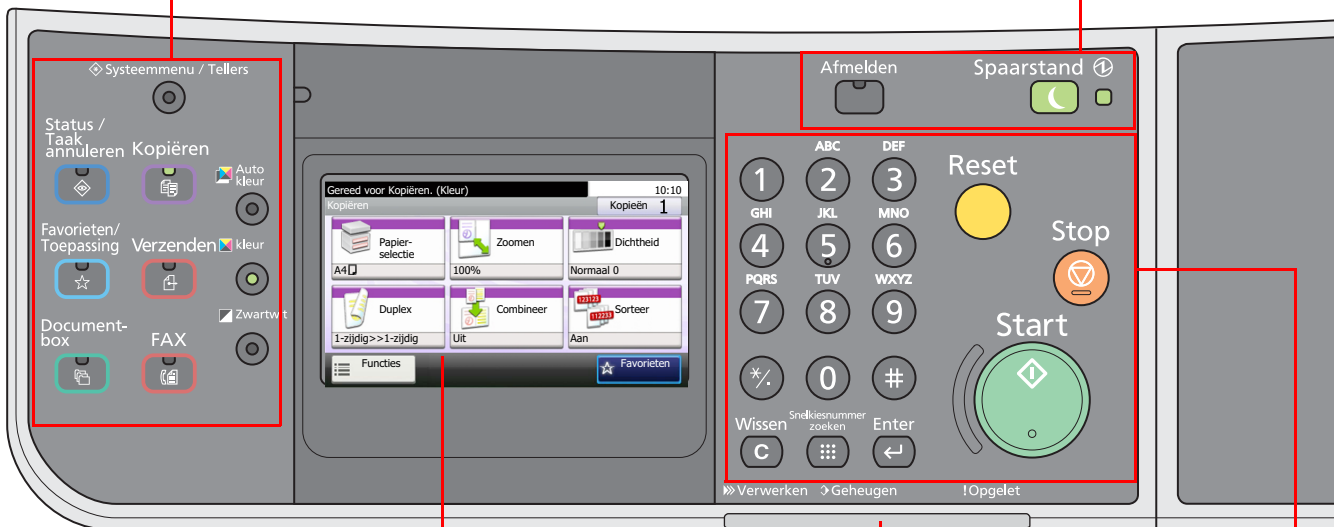 Systeemmenu / Tellers
Status /
Taak
annuleren
Kopiëren
Auto
kleur
Favorieten/
Toepassing
Verzenden
kleur
Document-
box
FAX
Zwartwit
Gereed voor Kopiëren. (Kleur)
10:10
Kopiëren
Kopieën 1
Papier-
selectie
A4
Zoomen
100%
Dichtheid
Normaal 0
Duplex
1-zijdig>>1-zijdig
Combineer
Uit
123123
112233
Sorteer
Aan
Functies
Favorieten
Afmelden
Spaarstand
ABC
DEF
1
2
3
GHI
JKL
MNO
4
5
6
PQRS
TUV
WXYZ
7
8
9
*/.
0
#
Wissen
Snelkiesnummer
zoeken
Enter
C
Reset
Stop
Start
Verwerken
Geheugen
!Opgelet